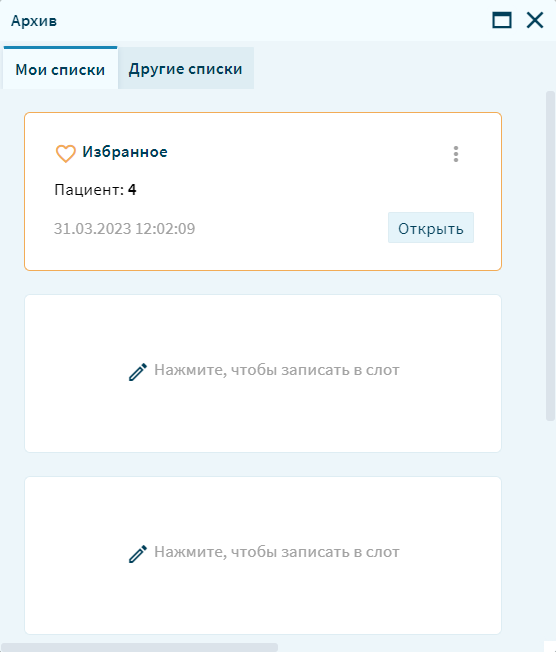 Архив
Мои списки
Другие списки
Избранное
Пациент: 4
31.03.2023 12:02:09
Открыть
Нажмите, чтобы записать в слот
Нажмите, чтобы записать в слот